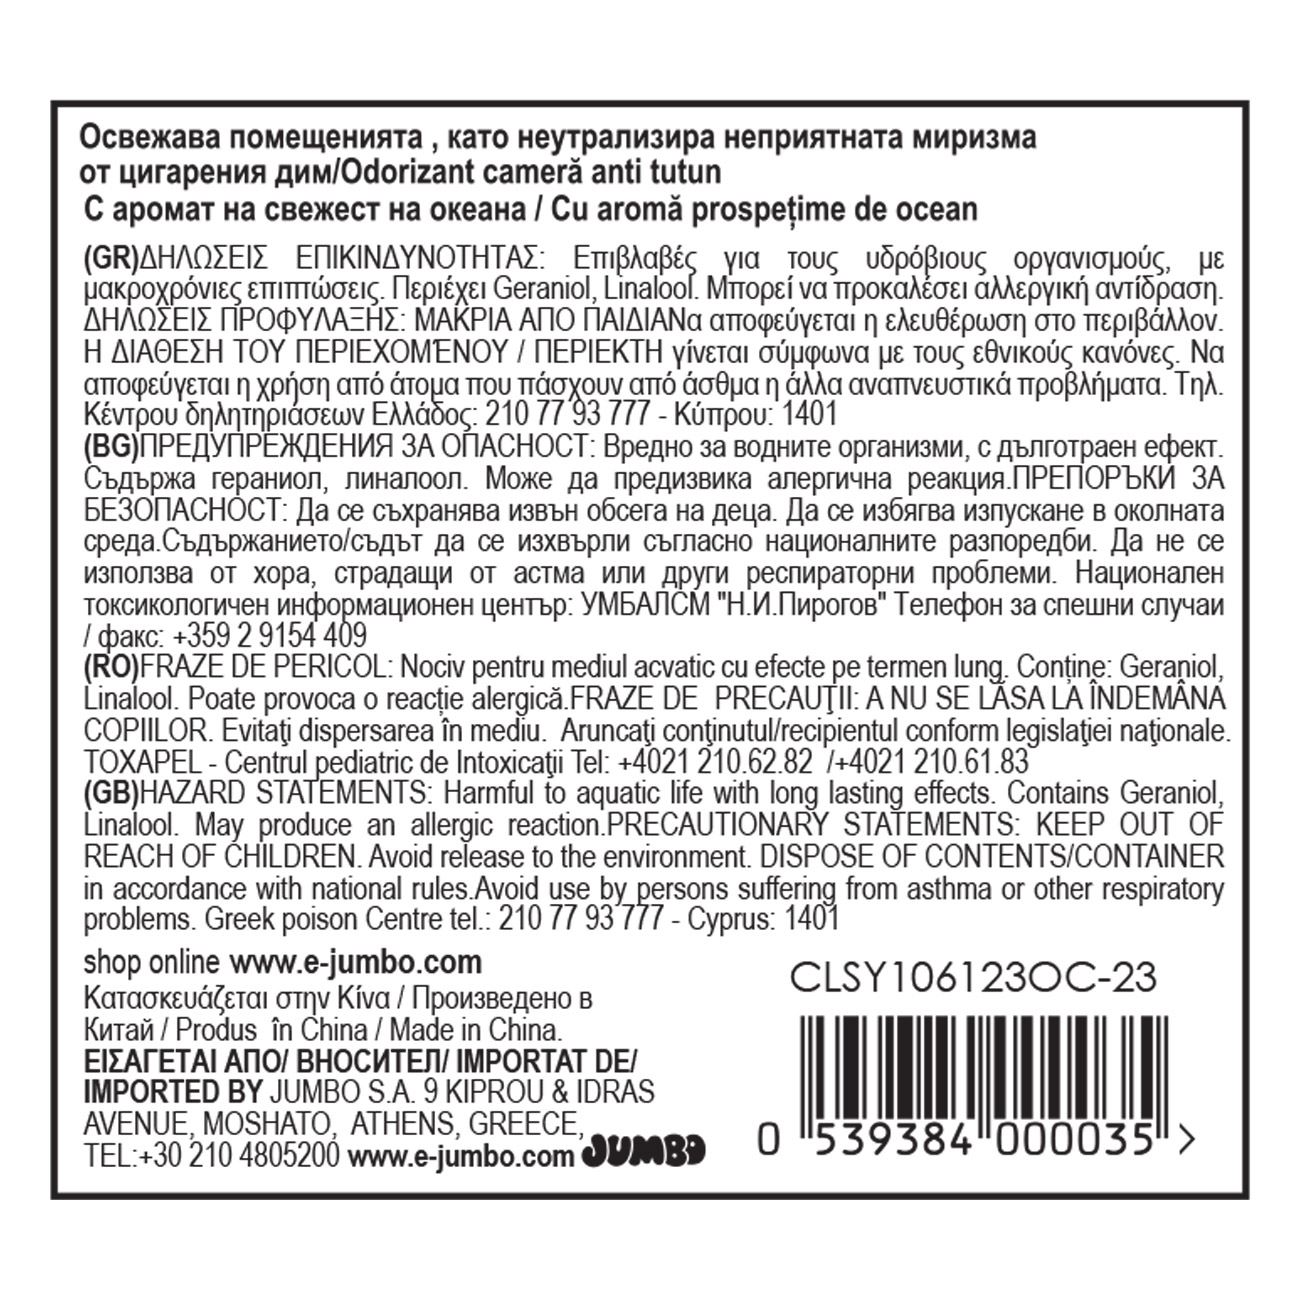 Освежава помещенията , като неутрализира неприятната миризма
от цигарения дим/Odorizant cameră anti tutun
С аромат на свежест на океана / Cu aromă prospețime de ocean
(GR)ΔΗΛΩΣΕΙΣ ΕΠΙΚΙΝΔΥΝΟΤΗΤΑΣ: Επιβλαβές για τους υδρόβιους οργανισμούς, με
μακροχρόνιες επιπτώσεις. Περιέχει Geraniol, Linalool. Μπορεί να προκαλέσει αλλεργική αντίδραση.
ΔΗΛΩΣΕΙΣ ΠΡΟΦΥΛΑΞΗΣ: ΜΑΚΡΙΑ ΑΠΟ ΠΑΙΔΙΑΝα αποφεύγεται η ελευθέρωση στο περιβάλλον.
Η ΔΙΑΘΕΣΗ ΤΟΥ ΠΕΡΙΕΧΟΜΈΝΟΥ / ΠΕΡΙΕΚΤΗ γίνεται σύμφωνα με τους εθνικούς κανόνες. Να
αποφεύγεται η χρήση από άτομα που πάσχουν από άσθμα η άλλα αναπνευστικά προβλήματα. Τηλ.
Κέντρου δηλητηριάσεων Ελλάδος: 210 77 93 777 - Κύπρου: 1401
(BG)ПРЕДУПРЕЖДЕНИЯ ЗА ОПАСНОСТ: Вредно за водните организми, с дълготраен ефект.
Съдържа гераниол, линалоол. Може да предизвика алергична реакция.ПРЕПОРЪКИ ЗА
БЕЗОПАСНОСТ: Да се съхранява извън обсега на деца. Да се избягва изпускане в околната
среда.Съдържанието/съдът да се изхвърли съгласно националните разпоредби. Да не се
използва от хора, страдащи от астма или други респираторни проблеми. Национален
токсикологичен информационен център: УМБАЛСМ "Н.И.Пирогов" Телефон за спешни случаи
/ факс: +359 2 9154 409
(RO)FRAZE DE PERICOL: Nociv pentru mediul acvatic cu efecte pe termen lung. Conține: Geraniol,
Linalool. Poate provoca o reacție alergică.FRAZE DE  PRECAUŢII: A NU SE LĂSA LA ÎNDEMÂNA
COPIILOR. Evitaţi dispersarea în mediu.  Aruncaţi conţinutul/recipientul conform legislaţiei naţionale.
TOXAPEL - Centrul pediatric de Intoxicaţii Tel: +4021 210.62.82  /+4021 210.61.83
(GB)HAZARD STATEMENTS: Harmful to aquatic life with long lasting effects. Contains Geraniol,
Linalool. May produce an allergic reaction.PRECAUTIONARY STATEMENTS: KEEP OUT OF
REACH OF CHILDREN. Avoid release to the environment. DISPOSE OF CONTENTS/CONTAINER
in accordance with national rules.Avoid use by persons suffering from asthma or other respiratory
problems. Greek poison Centre tel.: 210 77 93 777 - Cyprus: 1401
shop online www.e-jumbo.com
Κατασκευάζεται στην Κίνα / Произведено в
Китай / Produs  în China / Made in China.
ΕΙΣΑΓΕΤΑΙ ΑΠΟ/ ВНОСИТЕЛ/ IMPORTAT DE/
IMPORTED BY JUMBO S.A. 9 KIPROU & IDRAS
AVENUE, MOSHATO,  ATHENS, GREECE,
TEL:+30 210 4805200 www.e-jumbo.com JUMBO
CLSY106123OC-23
0 539384 000035 >